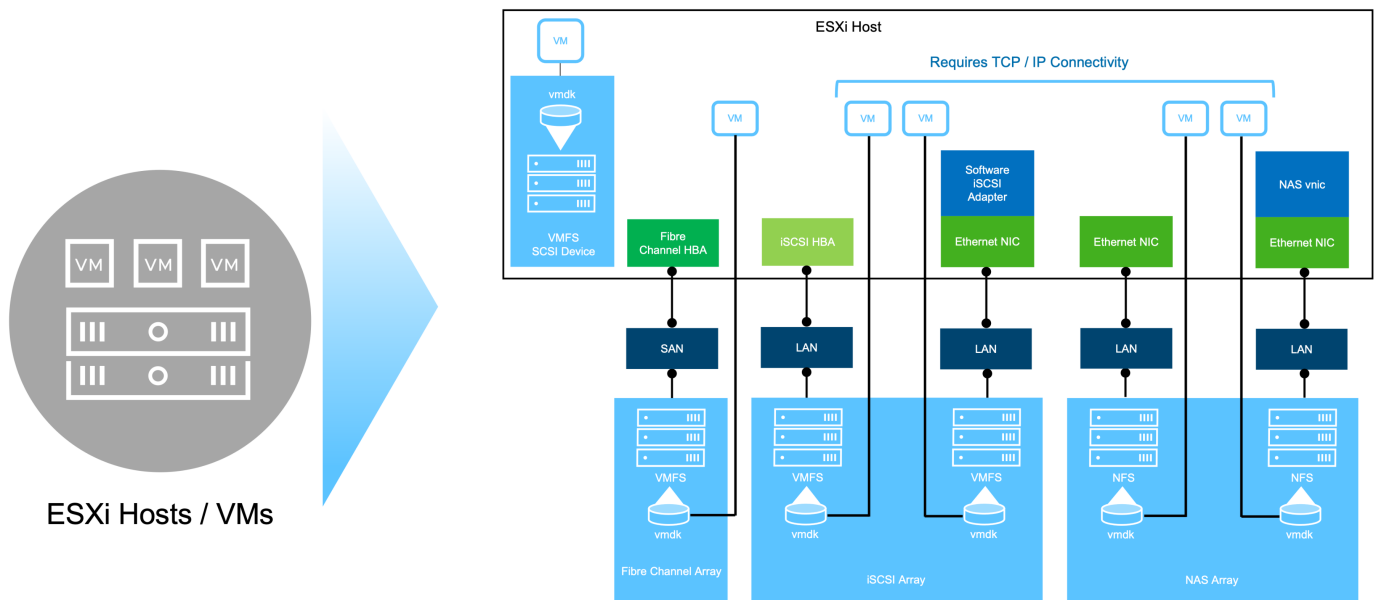 ESXi Host
VM
Requires TCP / IP Connectivity
vmdk
VM
VM
VM
VM
VM
Software
iSCSI
Adapter
NAS vnic
VMFS
SCSI Device
Fibre
Channel HBA
iSCSI HBA
Ethernet NIC
Ethernet NIC
Ethernet NIC
VM
VM
VM
SAN
LAN
LAN
LAN
LAN
VMFS
VMFS
VMFS
NFS
NFS
ESXi Hosts / VMs
vmdk
vmdk
vmdk
vmdk
vmdk
Fibre Channel Array
iSCSI Array
NAS Array